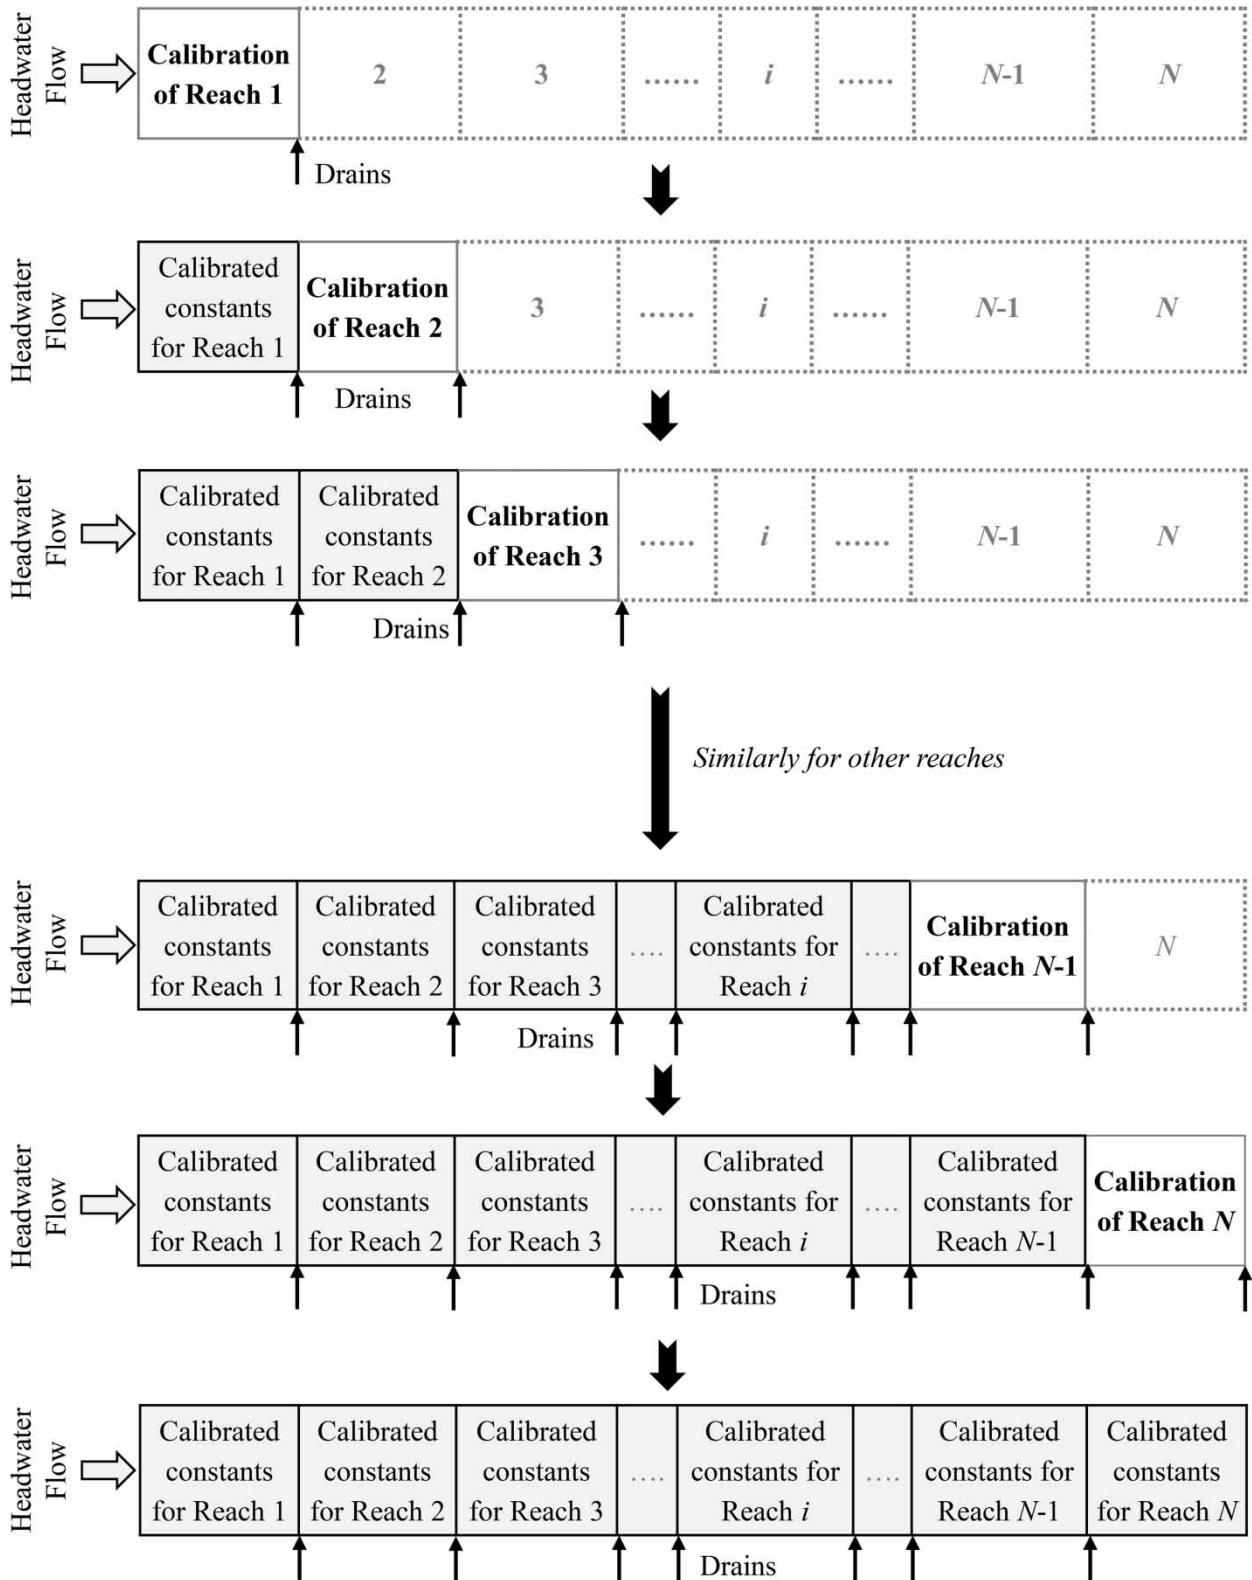 Headwater
Flow
Calibration
of Reach 1
2
3
......
i
......
N-1
N
Drains
Headwater
Flow
Calibrated
constants
for Reach 1
Calibration
of Reach 2
3
......
i
......
N-1
N
Drains
Headwater
Flow
Calibrated
constants
for Reach 1
Calibrated
constants
for Reach 2
Calibration
of Reach 3
......
i
......
N-1
N
Drains
Similarly for other reaches
Headwater
Flow
Calibrated
constants
for Reach 1
Calibrated
constants
for Reach 2
Calibrated
constants
for Reach 3
....
Calibrated
constants for
Reach i
....
Calibration
of Reach N-1
N
Drains
Headwater
Flow
Calibrated
constants
for Reach 1
Calibrated
constants
for Reach 2
Calibrated
constants
for Reach 3
....
Calibrated
constants for
Reach i
....
Calibrated
constants for
Reach N-1
Calibration
of Reach N
Drains
Headwater
Flow
Calibrated
constants
for Reach 1
Calibrated
constants
for Reach 2
Calibrated
constants
for Reach 3
....
Calibrated
constants for
Reach i
....
Calibrated
constants for
Reach N-1
Calibrated
constants
for Reach N
Drains